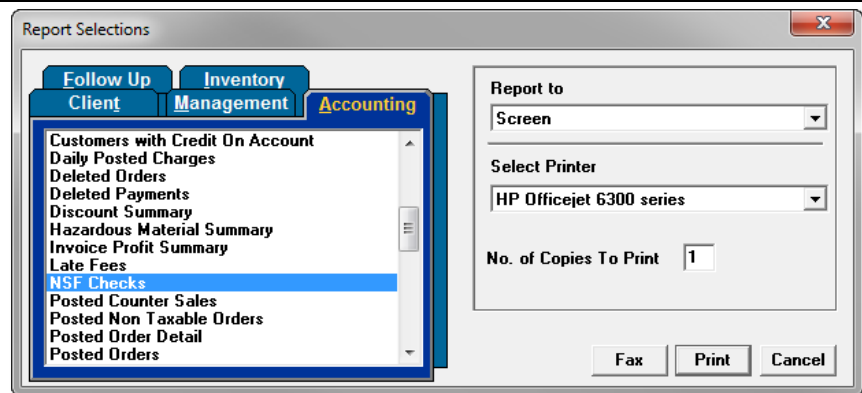 Report Selections
Follow Up Inventory
Client Management Accounting
Customers with Credit On Account
Daily Posted Charges
Deleted Orders
Deleted Payments
Discount Summary
Hazardous Material Summary
Invoice Profit Summary
Late Fees
NSF Checks
Posted Counter Sales
Posted Non Taxable Orders
Posted Order Detail
Posted Orders
Report to
Screen
Select Printer
HP Officejet 6300 series
No. of Copies To Print 1
Fax Print Cancel